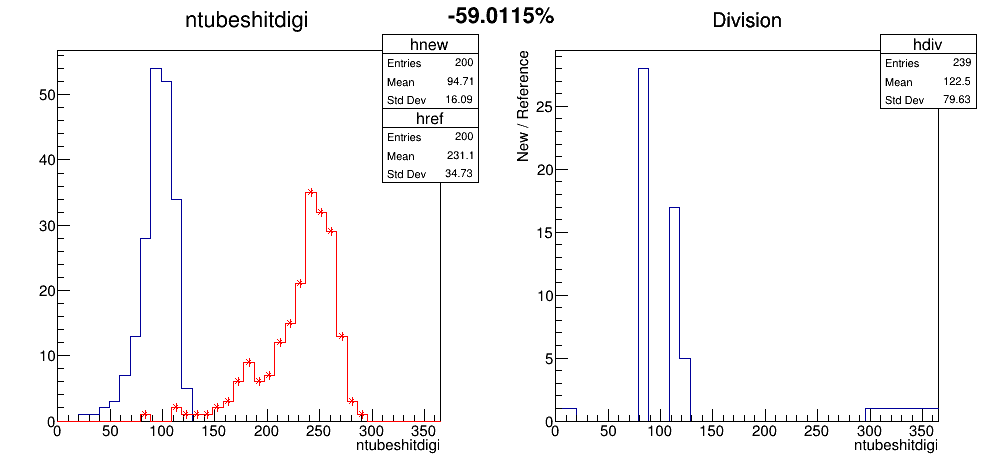 -59.0115%
ntubeshitdigi
hnew
Entries 200
Mean 94.71
Std Dev 16.09
href
Entries 200
Mean 231.1
Std Dev 34.73
50
40
30
20
10
0
0 50 100 150 200 250 300 350
ntubeshitdigi
Division
hdiv
Entries 239
Mean 122.5
Std Dev 79.63
New / Reference
25
20
15
10
5
0
0 50 100 150 200 250 300 350
ntubeshitdigi